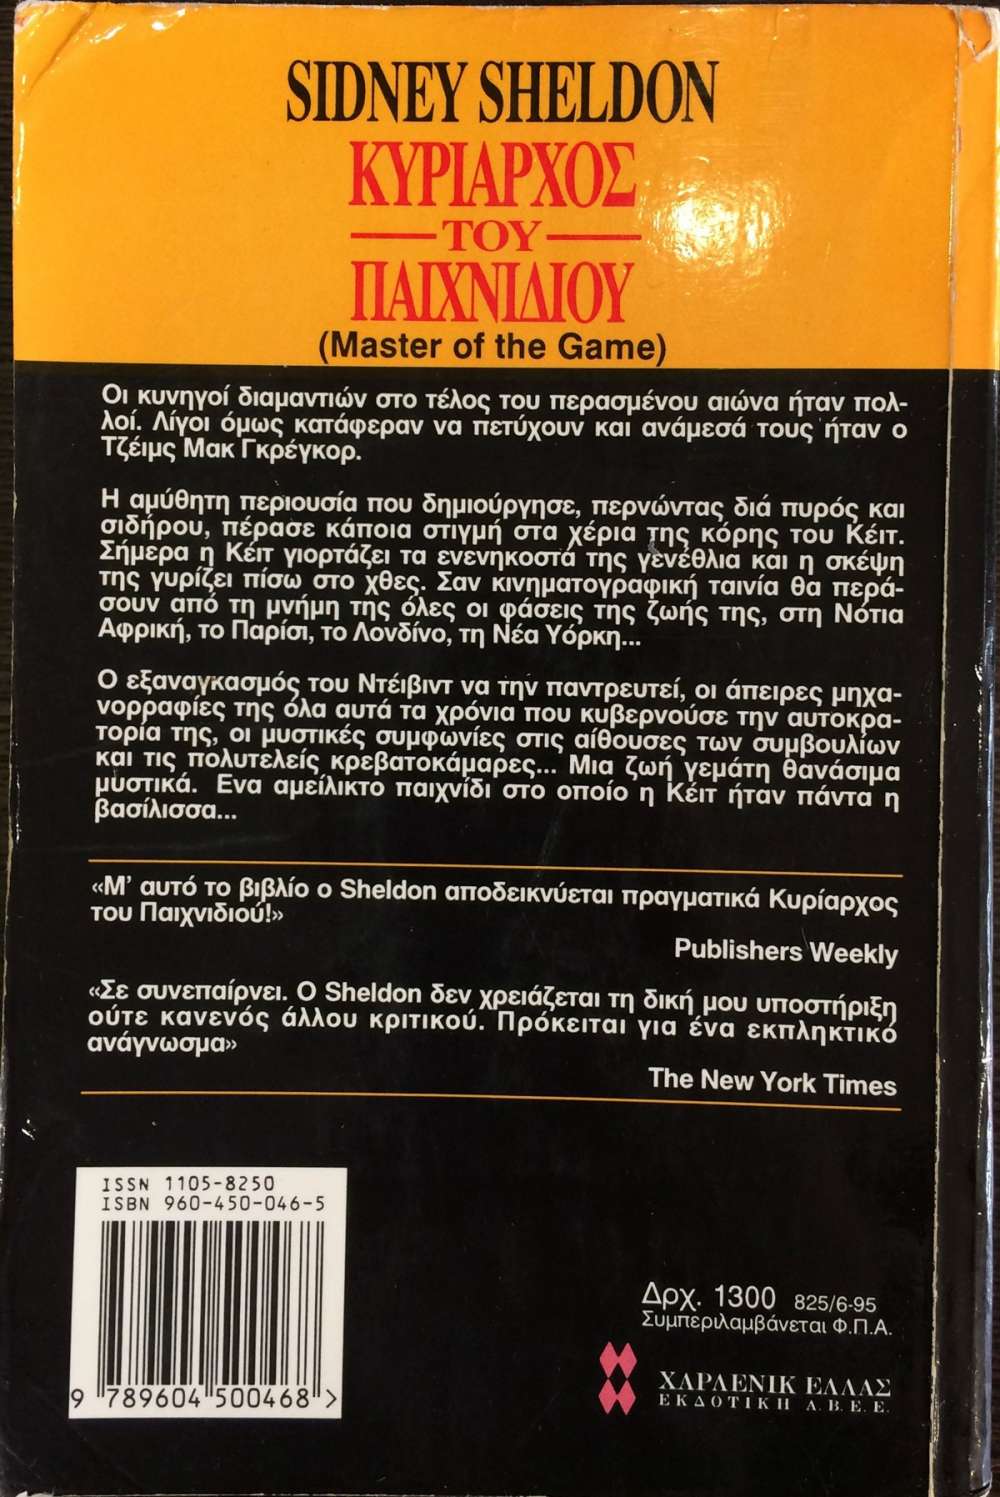 SIDNEY SHELDON
ΚΥΡΙΑΡΧΟΣ
ΤΟΥ
ΠΑΙΧΝΙΔΙΟΥ
(Master of the Game)
Οι κυνηγοί διαμαντιών στο τέλος του περασμένου αιώνα ήταν πολ-
λοί. Λίγοι όμως κατάφεραν να πετύχουν και ανάμεσά τους ήταν ο
Τζέιμς Μακ Γκρέγκορ.
Η αμύθητη περιουσία που δημιούργησε, περνώντας διά πυρός και
σιδήρου, πέρασε κάποια στιγμή στα χέρια της κόρης του Κέιτ.
Σήμερα η Κέιτ γιορτάζει τα ενενηκοστά της γενέθλια και η σκέψη
της γυρίζει πίσω στο χθες. Σαν κινηματογραφική ταινία θα περά-
σουν από τη μνήμη της όλες οι φάσεις της ζωής της, στη Νότια
Αφρική, το Παρίσι, το Λονδίνο, τη Νέα Υόρκη...
Ο εξαναγκασμός του Ντέιβιντ να την παντρευτεί, οι άπειρες μηχα-
νορραφίες της όλα αυτά τα χρόνια που κυβερνούσε την αυτοκρα-
τορία της, οι μυστικές συμφωνίες στις αίθουσες των συμβουλίων
και τις πολυτελείς κρεβατοκάμαρες... Μια ζωή γεμάτη θανάσιμα
μυστικά. Ενα αμείλικτο παιχνίδι στο οποίο η Κέιτ ήταν πάντα η
βασίλισσα...
«Μ' αυτό το βιβλίο ο Sheldon αποδεικνύεται πραγματικά Κυρίαρχος
του Παιχνιδιού!»
Publishers Weekly
«Σε συνεπαίρνει. Ο Sheldon δεν χρειάζεται τη δική μου υποστήριξη
ούτε κανενός άλλου κριτικού. Πρόκειται για ένα εκπληκτικό
ανάγνωσμα»
The New York Times
ISSN 1105-8250
ISBN 960-450-046-5
9 789604 500468 >
Δρχ. 1300 825/6-95
Συμπεριλαμβάνεται Φ.Π.Α.
ΧΑΡΛΕΝΙΚ ΕΛΛΑΣ
ΕΚΔΟΤΙΚΗ Α.Β.Ε.Ε.